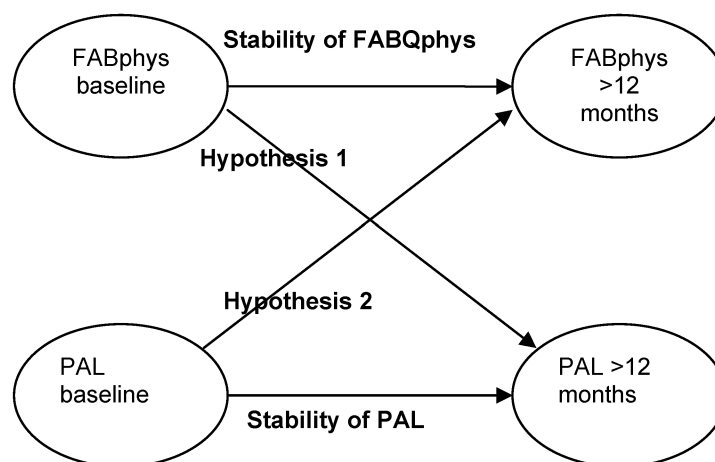 Stability of FABQphys
FABphys
baseline
FABphys
>12
months
Hypothesis 1
Hypothesis 2
PAL
baseline
PAL >12
months
Stability of PAL